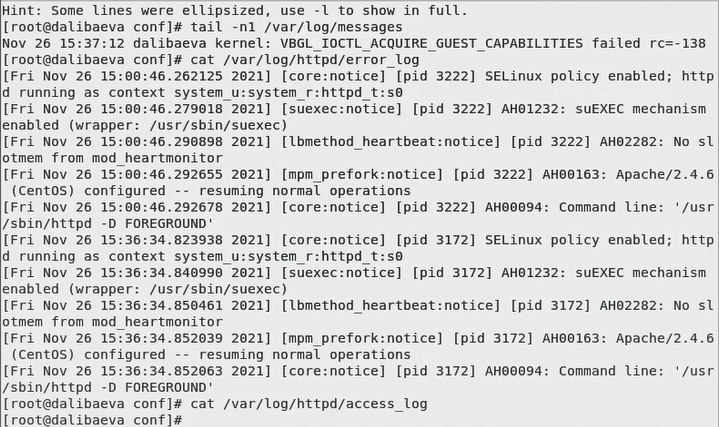 Hint: Some lines were ellipsized, use -l to show in full.
[root@dalibaeva conf]# tail -n1 /var/log/messages
Nov 26 15:37:12 dalibaeva kernel: VBGL_IOCTL_ACQUIRE_GUEST_CAPABILITIES failed rc=-138
[root@dalibaeva conf]# cat /var/log/httpd/error_log
[Fri Nov 26 15:00:46.262125 2021] [core:notice] [pid 3222] SELinux policy enabled; http
d running as context system_u:system_r:httpd_t:s0
[Fri Nov 26 15:00:46.279018 2021] [suexec:notice] [pid 3222] AH01232: suEXEC mechanism
enabled (wrapper: /usr/sbin/suexec)
[Fri Nov 26 15:00:46.290898 2021] [lbmethod_heartbeat:notice] [pid 3222] AH02282: No sl
otmem from mod_heartmonitor
[Fri Nov 26 15:00:46.292655 2021] [mpm_prefork:notice] [pid 3222] AH00163: Apache/2.4.6
 (CentOS) configured -- resuming normal operations
[Fri Nov 26 15:00:46.292678 2021] [core:notice] [pid 3222] AH00094: Command line: '/usr
/sbin/httpd -D FOREGROUND'
[Fri Nov 26 15:36:34.823938 2021] [core:notice] [pid 3172] SELinux policy enabled; http
d running as context system_u:system_r:httpd_t:s0
[Fri Nov 26 15:36:34.840990 2021] [suexec:notice] [pid 3172] AH01232: suEXEC mechanism
enabled (wrapper: /usr/sbin/suexec)
[Fri Nov 26 15:36:34.850461 2021] [lbmethod_heartbeat:notice] [pid 3172] AH02282: No sl
otmem from mod_heartmonitor
[Fri Nov 26 15:36:34.852039 2021] [mpm_prefork:notice] [pid 3172] AH00163: Apache/2.4.6
 (CentOS) configured -- resuming normal operations
[Fri Nov 26 15:36:34.852063 2021] [core:notice] [pid 3172] AH00094: Command line: '/usr
/sbin/httpd -D FOREGROUND'
[root@dalibaeva conf]# cat /var/log/httpd/access_log
[root@dalibaeva conf]#